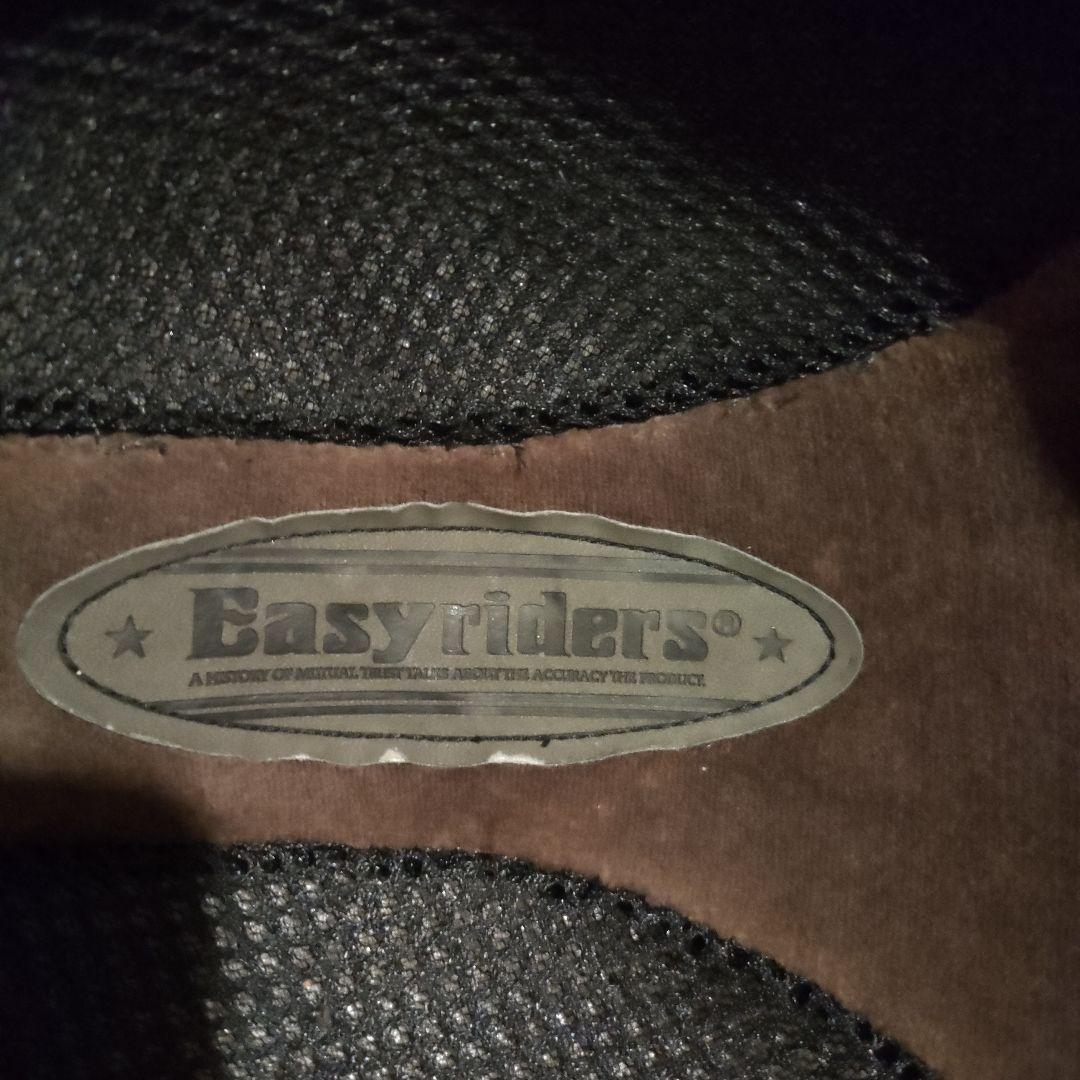 Easyriders®
A HISTORY OF MUTUAL TRUST TALKS ABOUT THE ACCURACY THE PRODUCT.